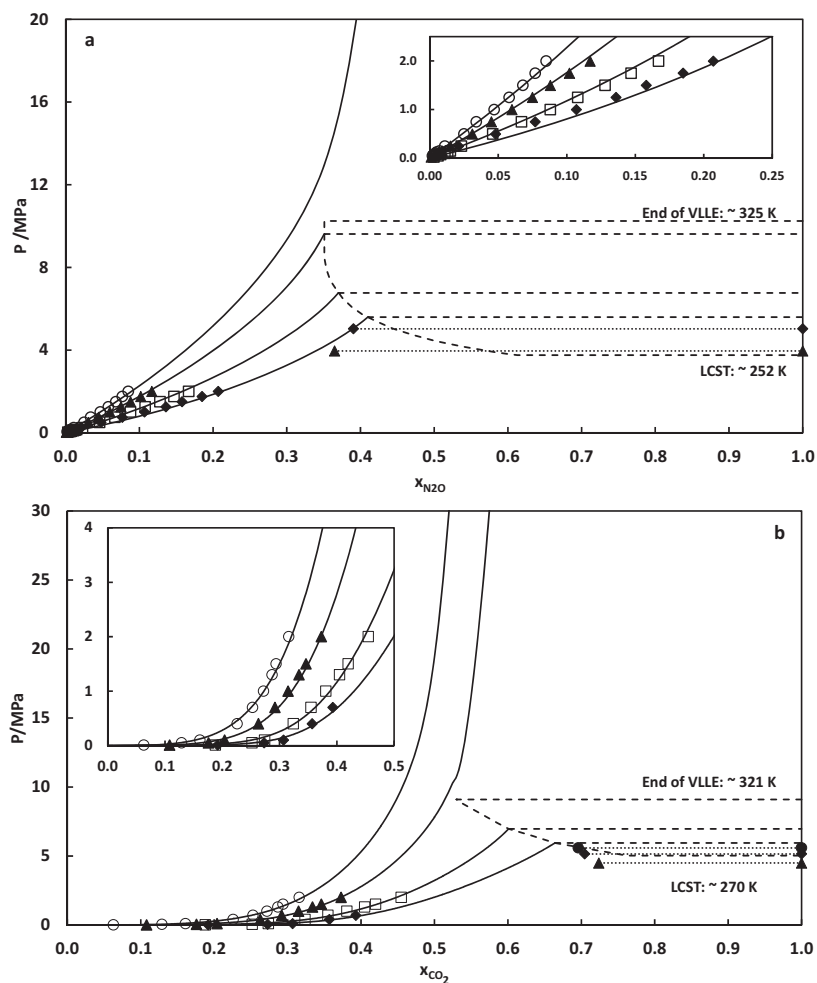 a
20
16
12
8
4
0
P /MPa
2.0
1.0
0.0
0.00 0.05 0.10 0.15 0.20 0.25
End of VLLE: ~ 325 K
LCST: ~ 252 K
0.0 0.1 0.2 0.3 0.4 0.5 0.6 0.7 0.8 0.9 1.0
xN2O
b
30
25
20
15
10
5
0
P/MPa
4
3
2
1
0
0.0 0.1 0.2 0.3 0.4 0.5
End of VLLE: ~ 321 K
LCST: ~ 270 K
0.0 0.1 0.2 0.3 0.4 0.5 0.6 0.7 0.8 0.9 1.0
xCO2